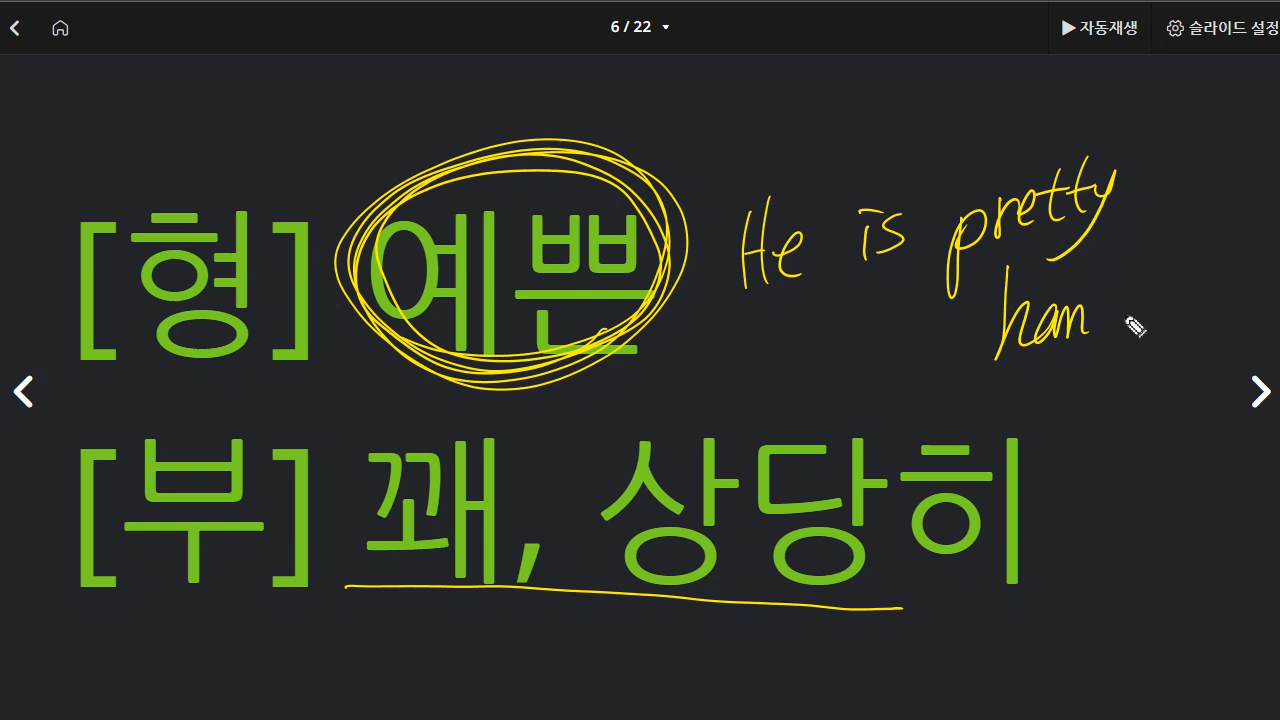 6 / 22
자동재생
슬라이드 설정
[형] 예쁜
He is pretty
han
[부] 꽤, 상당히